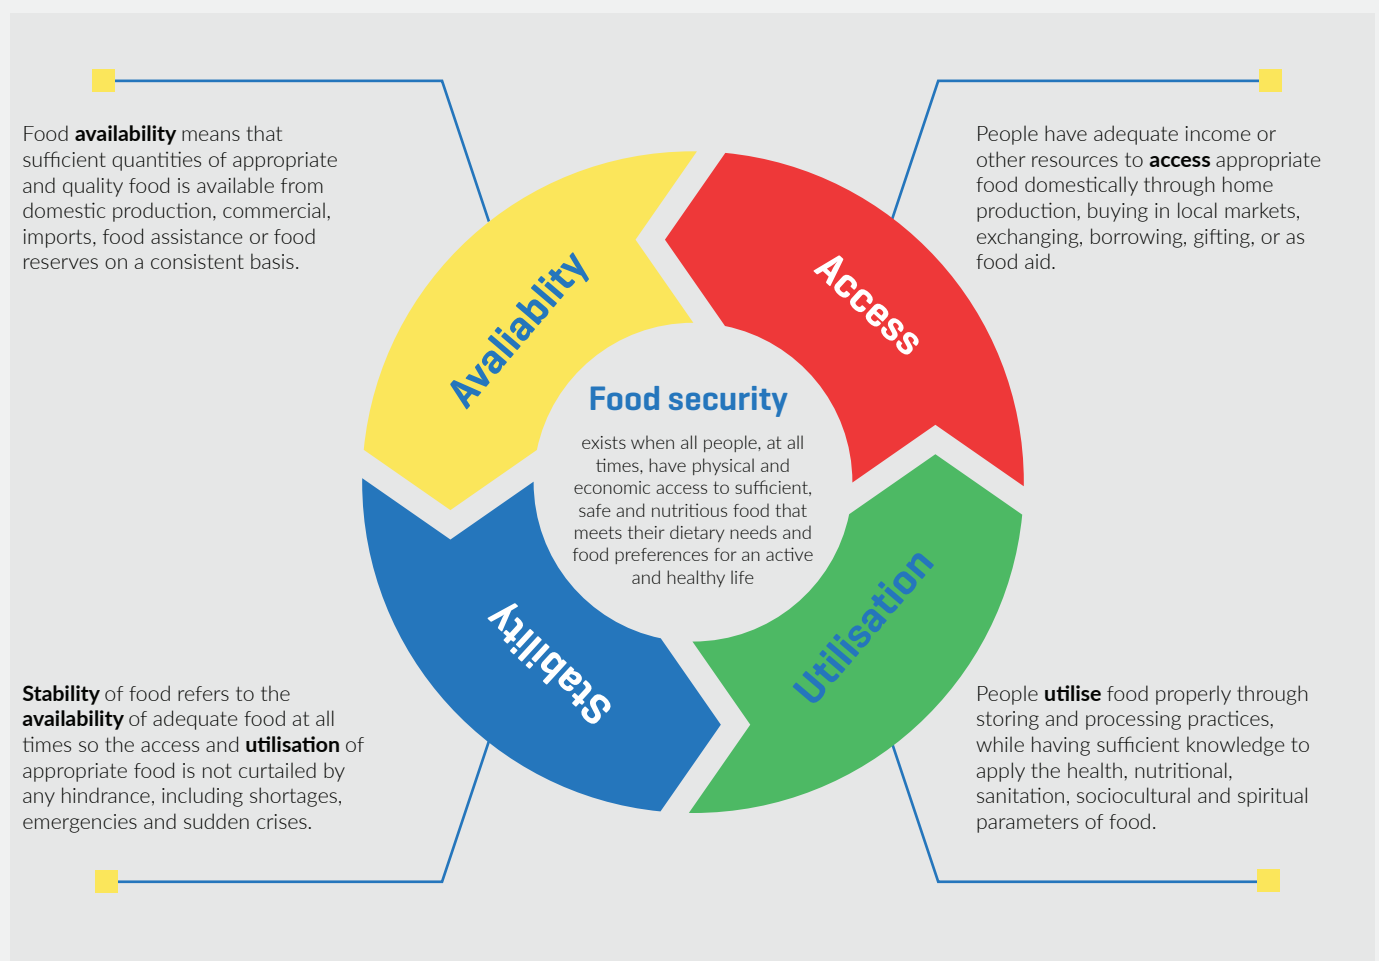 Food availability means that
sufficient quantities of appropriate
and quality food is available from
domestic production, commercial,
imports, food assistance or food
reserves on a consistent basis.
People have adequate income or
other resources to access appropriate
food domestically through home
production, buying in local markets,
exchanging, borrowing, gifting, or as
food aid.
Avaliablity
Access
Food security
exists when all people, at all
times, have physical and
economic access to sufficient,
safe and nutritious food that
meets their dietary needs and
food preferences for an active
and healthy life
Stability
Utilisation
Stability of food refers to the
availability of adequate food at all
times so the access and utilisation of
appropriate food is not curtailed by
any hindrance, including shortages,
emergencies and sudden crises.
People utilise food properly through
storing and processing practices,
while having sufficient knowledge to
apply the health, nutritional,
sanitation, sociocultural and spiritual
parameters of food.